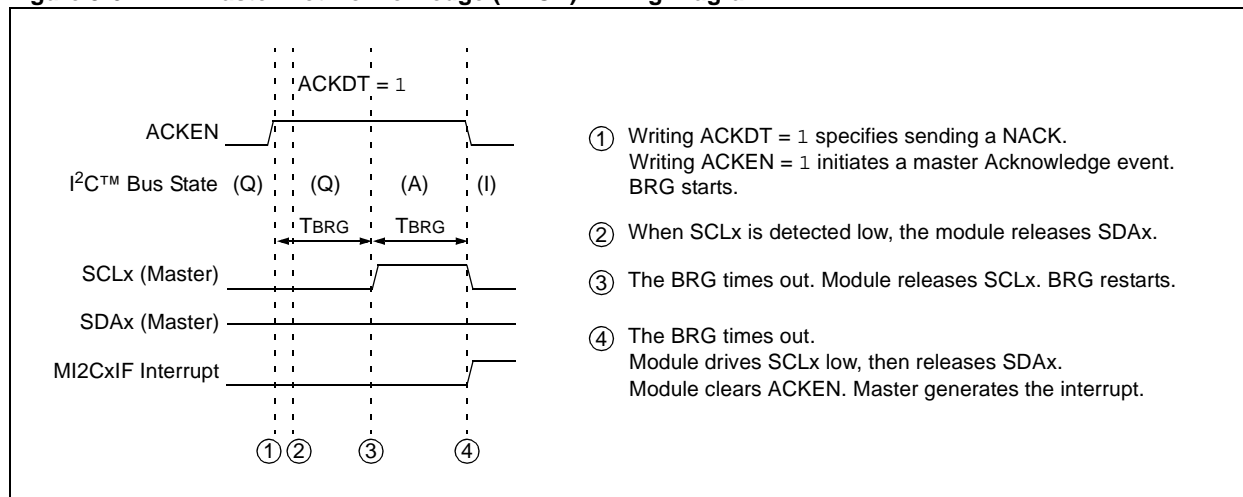 ACKDT = 1
ACKEN
I²C™ Bus State (Q) (Q) (A) (I)
TBRG TBRG
SCLx (Master)
SDAx (Master)
MI2CxIF Interrupt
1 2 3 4
1 Writing ACKDT = 1 specifies sending a NACK.
Writing ACKEN = 1 initiates a master Acknowledge event.
BRG starts.
2 When SCLx is detected low, the module releases SDAx.
3 The BRG times out. Module releases SCLx. BRG restarts.
4 The BRG times out.
Module drives SCLx low, then releases SDAx.
Module clears ACKEN. Master generates the interrupt.